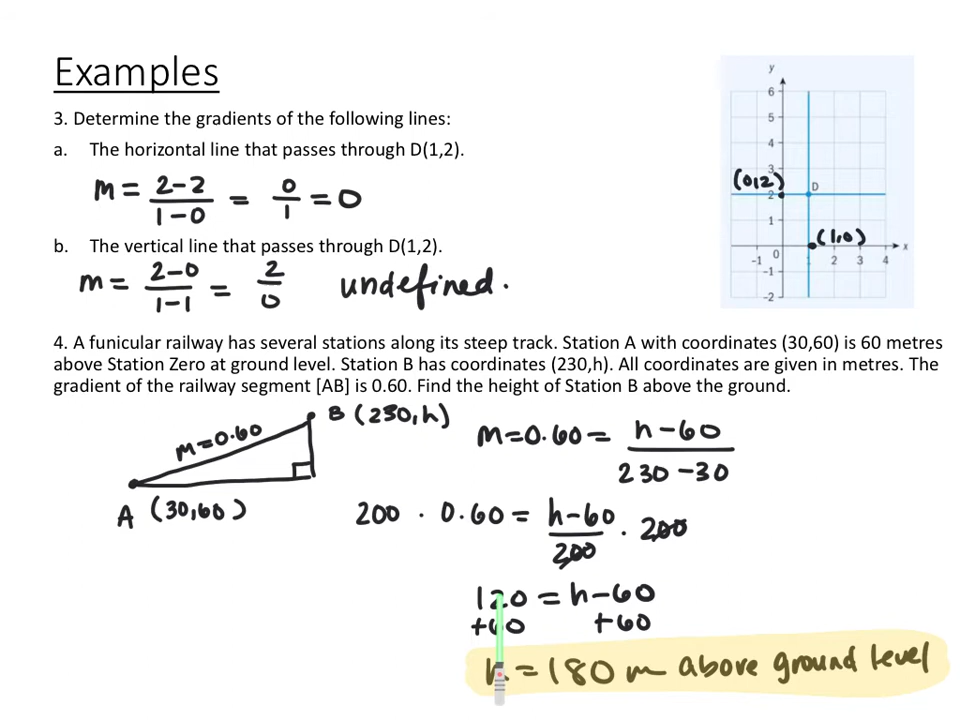 Examples
3. Determine the gradients of the following lines:
a. The horizontal line that passes through D(1,2).
m = 2-2 / 1-0 = 0/1 = 0
b. The vertical line that passes through D(1,2).
m = 2-0 / 1-1 = 2/0 undefined.
y
6
5
4
3
(0,2)
2
D
1
(1,0)
-1 0 1 2 3 4 x
-1
-2
4. A funicular railway has several stations along its steep track. Station A with coordinates (30,60) is 60 metres
above Station Zero at ground level. Station B has coordinates (230,h). All coordinates are given in metres. The
gradient of the railway segment [AB] is 0.60. Find the height of Station B above the ground.
B (230,h)
m=0.60
A (30,60)
m=0.60 = h-60 / 230-30
200 · 0.60 = h-60 / 200 · 200
120 = h-60
+60 +60
h = 180 m above ground level